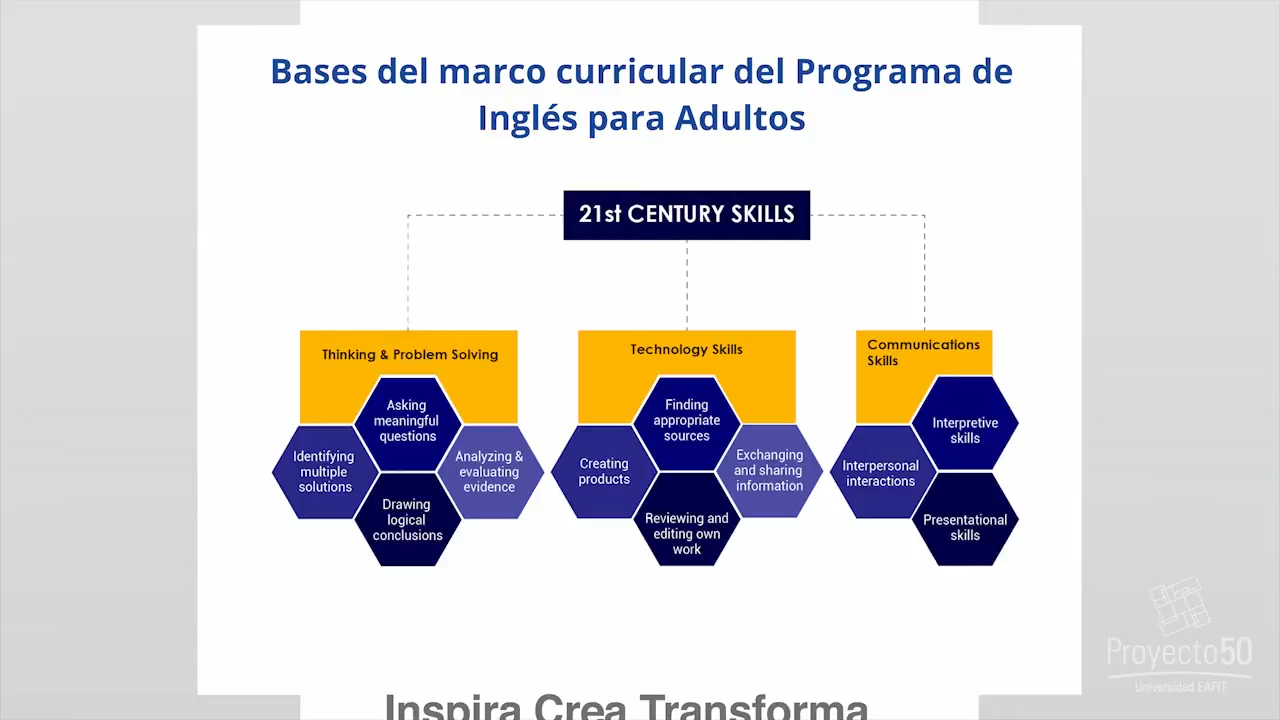 Bases del marco curricular del Programa de
Inglés para Adultos
21st CENTURY SKILLS
Thinking & Problem Solving
Asking
meaningful
questions
Identifying
multiple
solutions
Analyzing &
evaluating
evidence
Drawing
logical
conclusions
Technology Skills
Finding
appropriate
sources
Creating
products
Exchanging
and sharing
information
Reviewing and
editing own
work
Communications
Skills
Interpretive
skills
Interpersonal
interactions
Presentational
skills
Proyecto50
Universidad EAFIT
Inspira Crea Transforma